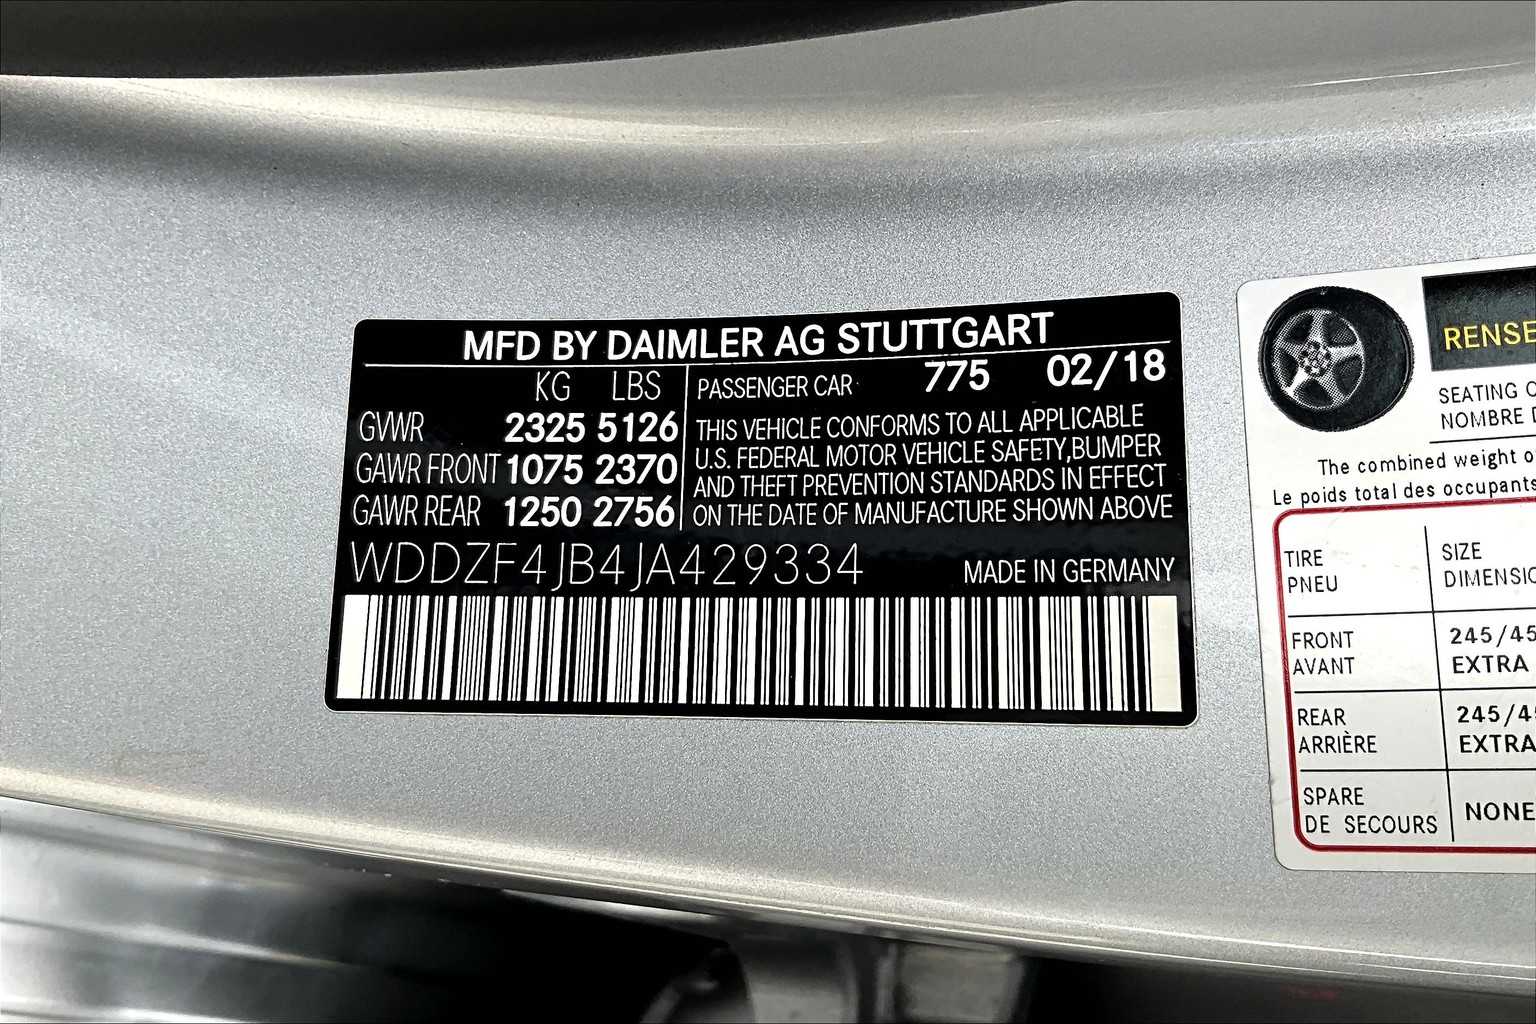 MFD BY DAIMLER AG STUTTGART
KG LBS
GVWR 2325 5126
GAWR FRONT 1075 2370
GAWR REAR 1250 2756
PASSENGER CAR 775 02/18
THIS VEHICLE CONFORMS TO ALL APPLICABLE
U.S. FEDERAL MOTOR VEHICLE SAFETY,BUMPER
AND THEFT PREVENTION STANDARDS IN EFFECT
ON THE DATE OF MANUFACTURE SHOWN ABOVE
WDDZF4JB4JA429334
MADE IN GERMANY
RENSE
SEATING
NOMBRE
The combined weight
Le poids total des occupants
TIRE
PNEU
SIZE
DIMENSIO
FRONT
AVANT
245/45
EXTRA
REAR
ARRIÈRE
245/4
EXTRA
SPARE
DE SECOURS
NONE